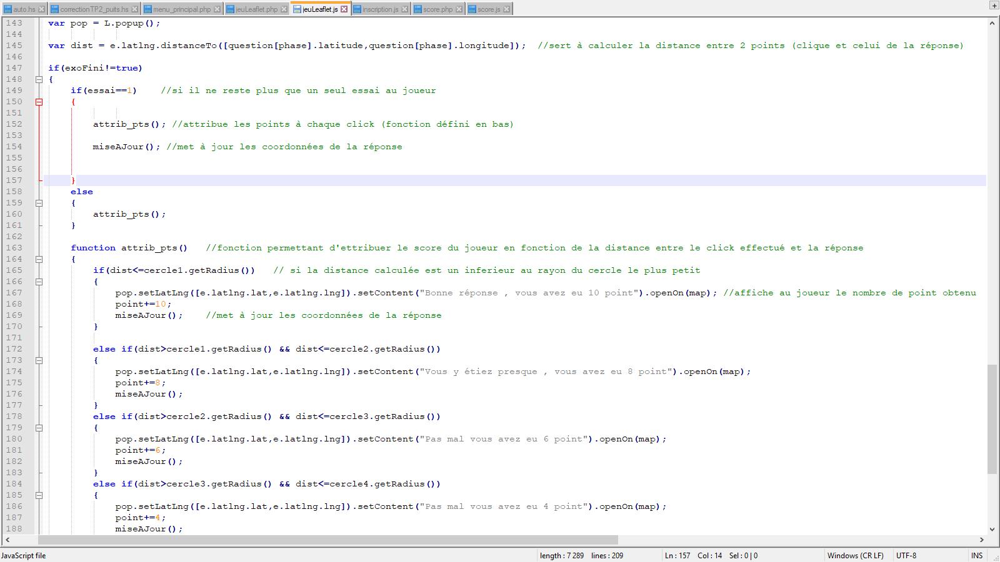 auto.hs correctionTP2_puits.hs menu_principal.php jeuLeaflet.php jeuLeaflet.js inscription.js score.php score.js
143 var pop = L.popup();
144
145 var dist = e.latlng.distanceTo([question[phase].latitude,question[phase].longitude]); //sert à calculer la distance entre 2 points (clique et celui de la réponse)
146
147 if(exoFini!=true)
148 {
149 if(essai==1) //si il ne reste plus que un seul essai au joueur
150 {
151
152 attrib_pts(); //attribue les points à chaque click (fonction défini en bas)
153
154 miseAJour(); //met à jour les coordonnées de la réponse
155
156
157 }
158 else
159 {
160 attrib_pts();
161 }
162
163 function attrib_pts() //fonction permettant d'ettribuer le score du joueur en fonction de la distance entre le click effectué et la réponse
164 {
165 if(dist<=cercle1.getRadius()) // si la distance calculée est un inferieur au rayon du cercle le plus petit
166 {
167 pop.setLatLng([e.latlng.lat,e.latlng.lng]).setContent("Bonne réponse , vous avez eu 10 point").openOn(map); //affiche au joueur le nombre de point obtenu
168 point+=10;
169 miseAJour(); //met à jour les coordonnées de la réponse
170 }
171
172 else if(dist>cercle1.getRadius() && dist<=cercle2.getRadius())
173 {
174 pop.setLatLng([e.latlng.lat,e.latlng.lng]).setContent("Vous y étiez presque , vous avez eu 8 point").openOn(map);
175 point+=8;
176 miseAJour();
177 }
178 else if(dist>cercle2.getRadius() && dist<=cercle3.getRadius())
179 {
180 pop.setLatLng([e.latlng.lat,e.latlng.lng]).setContent("Pas mal vous avez eu 6 point").openOn(map);
181 point+=6;
182 miseAJour();
183 }
184 else if(dist>cercle3.getRadius() && dist<=cercle4.getRadius())
185 {
186 pop.setLatLng([e.latlng.lat,e.latlng.lng]).setContent("Pas mal vous avez eu 4 point").openOn(map);
187 point+=4;
188 miseAJour();
JavaScript file length : 7 289 lines : 209 Ln : 157 Col : 14 Sel : 0 | 0 Windows (CR LF) UTF-8 INS